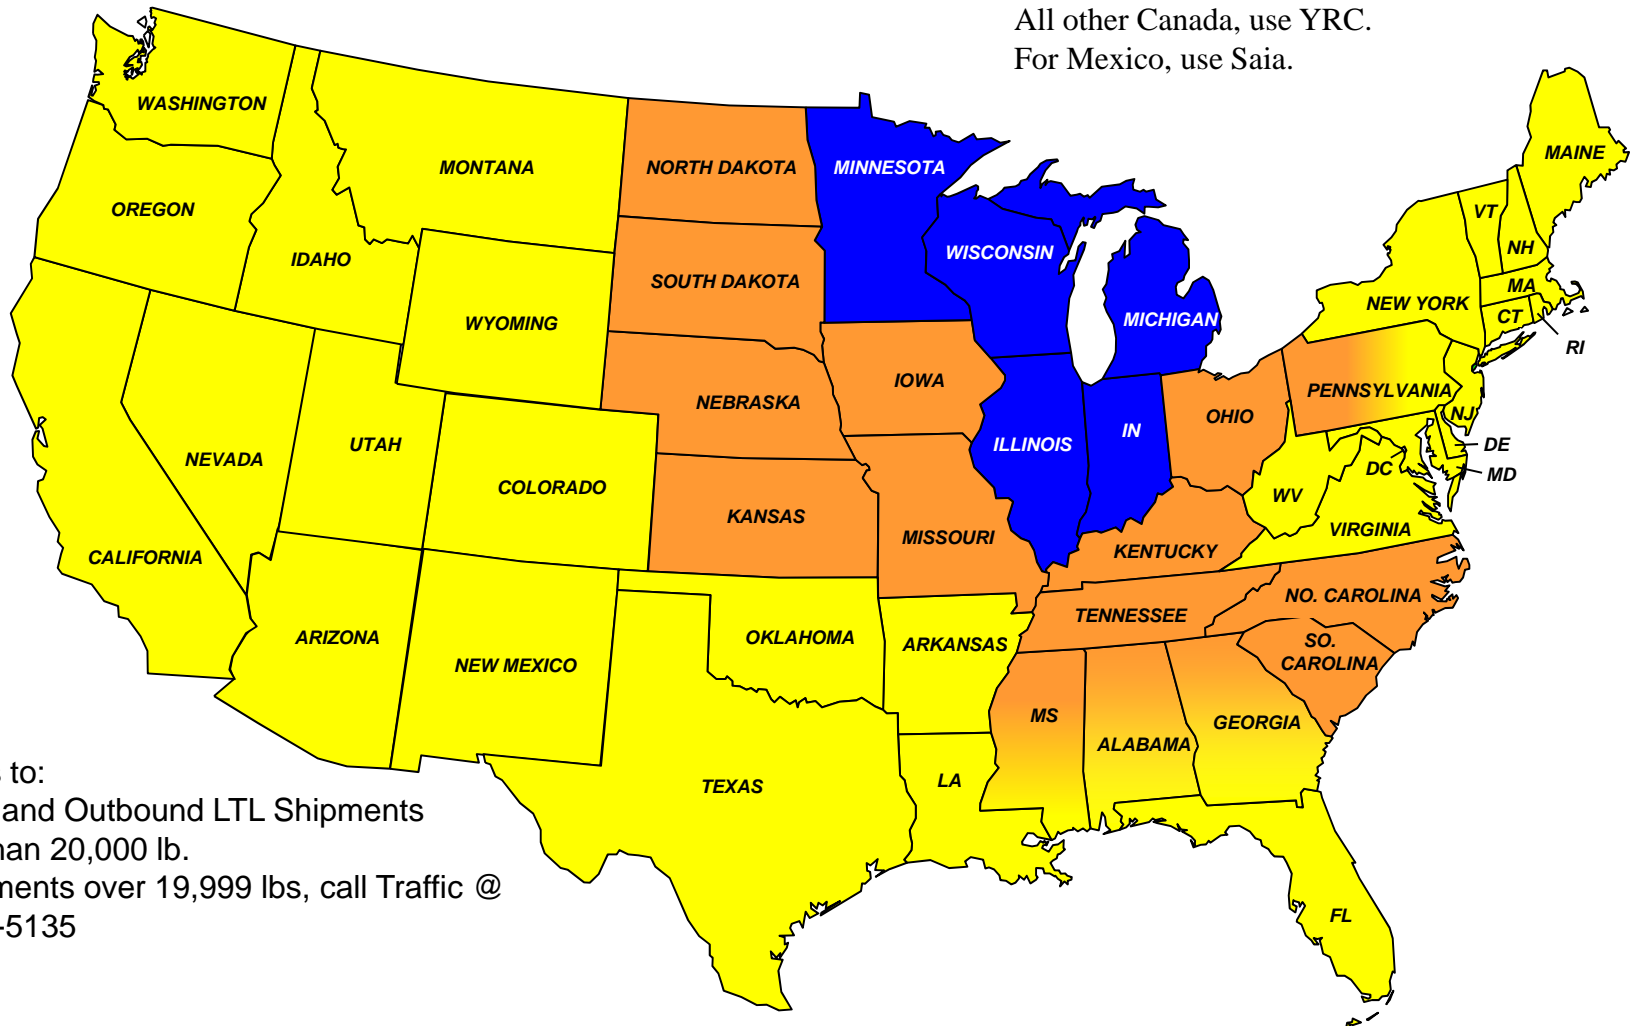 All other Canada, use YRC.
For Mexico, use Saia.
WASHINGTON
MONTANA
NORTH DAKOTA
MINNESOTA
MAINE
OREGON
VT
IDAHO
WISCONSIN
NH
SOUTH DAKOTA
MA
WYOMING
MICHIGAN
NEW YORK
CT
RI
IOWA
NEBRASKA
PENNSYLVANIA
OHIO
NJ
UTAH
NEVADA
ILLINOIS
IN
DE
DC
MD
COLORADO
WV
KANSAS
MISSOURI
VIRGINIA
CALIFORNIA
KENTUCKY
NO. CAROLINA
TENNESSEE
ARIZONA
OKLAHOMA
ARKANSAS
SO.
CAROLINA
NEW MEXICO
MS
GEORGIA
ALABAMA
TEXAS
LA
FL
to:
and Outbound LTL Shipments
han 20,000 lb.
ments over 19,999 lbs, call Traffic @
-5135